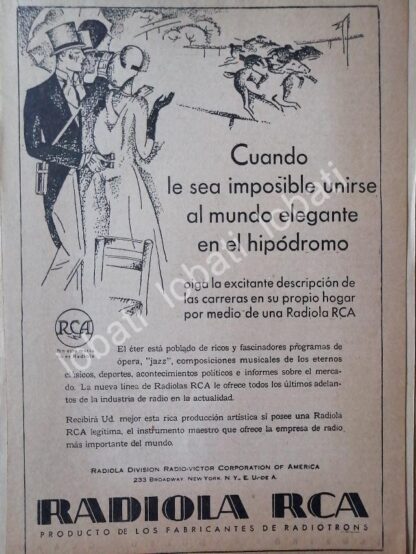 Cuando
le sea imposible unirse
al mundo elegante
en el hipódromo
oiga la excitante descripción de
las carreras en su propio hogar
por medio de una Radiola RCA
RCA
El éter está poblado de ricos y fascinadores programas de
ópera, "jazz", composiciones musicales de los eternos
clásicos, deportes, acontecimientos políticos e informes sobre el merca-
do. La nueva línea de Radiolas RCA le ofrece todos los últimos adelan-
tos de la industria de radio en la actualidad.
Recibirá Ud. mejor esta rica producción artística si posee una Radiola
RCA legítima, el instrumento maestro que ofrece la empresa de radio
más importante del mundo.
RADIOLA DIVISION RADIO-VICTOR CORPORATION OF AMERICA
233 BROADWAY NEW YORK N. Y., E. U. DE A.
RADIOLA RCA
PRODUCTO DE LOS FABRICANTES DE RADIOTRONS
lobati lobati lobati